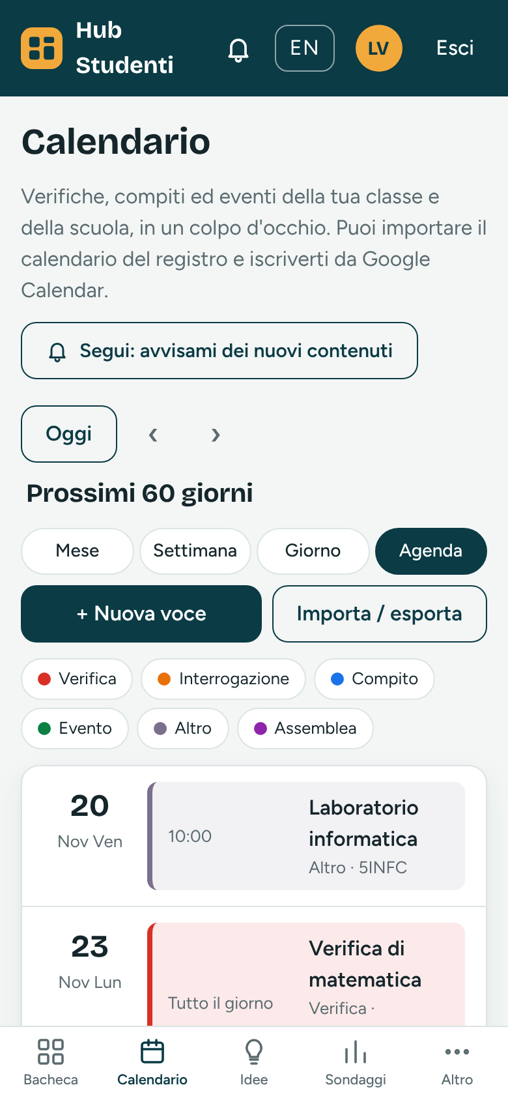 Hub
Studenti
EN
LV
Esci
Calendario
Verifiche, compiti ed eventi della tua classe e
della scuola, in un colpo d'occhio. Puoi importare il
calendario del registro e iscriverti da Google
Calendar.
Segui: avvisami dei nuovi contenuti
Oggi
‹ ›
Prossimi 60 giorni
Mese Settimana Giorno Agenda
+ Nuova voce
Importa / esporta
Verifica Interrogazione Compito
Evento Altro Assemblea
20
Nov Ven
10:00
Laboratorio
informatica
Altro · 5INFC
23
Nov Lun
Tutto il giorno
Verifica di
matematica
Verifica ·
Bacheca Calendario Idee Sondaggi Altro